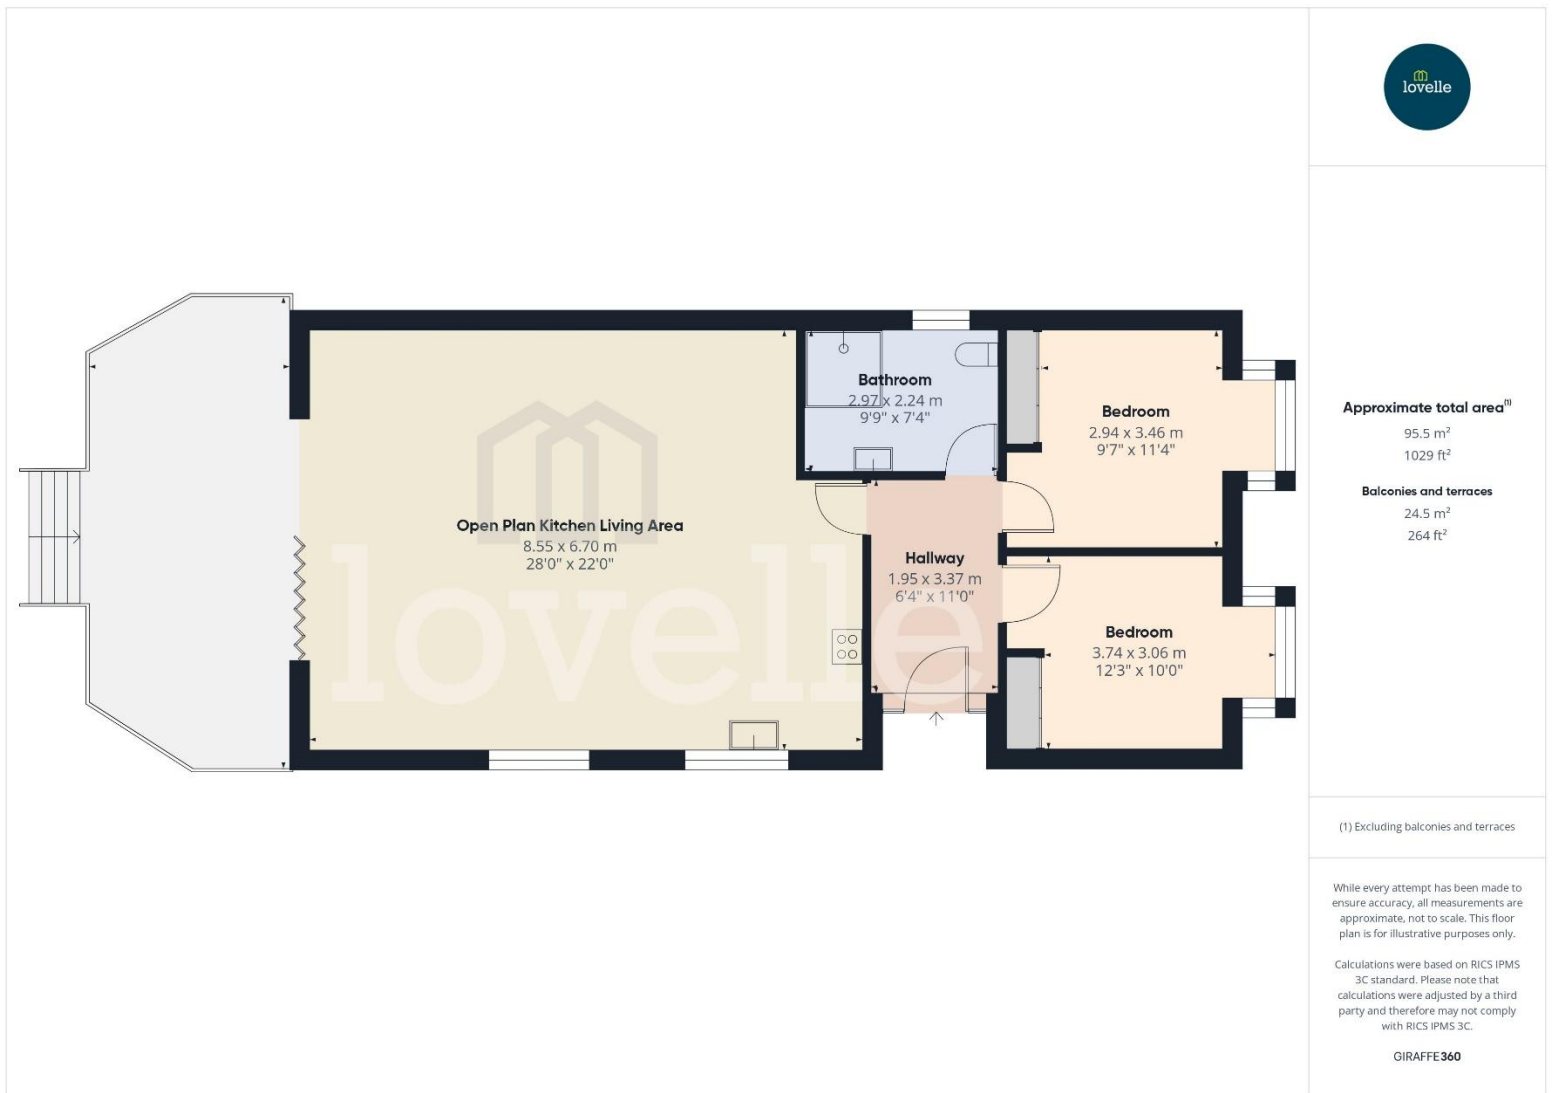 lovelle
Bathroom
2.97 x 2.24 m
9'9" x 7'4"
Bedroom
2.94 x 3.46 m
9'7" x 11'4"
Open Plan Kitchen Living Area
8.55 x 6.70 m
28'0" x 22'0"
Hallway
1.95 x 3.37 m
6'4" x 11'0"
Bedroom
3.74 x 3.06 m
12'3" x 10'0"
lovelle
Approximate total area(1)
95.5 m²
1029 ft²
Balconies and terraces
24.5 m²
264 ft²
(1) Excluding balconies and terraces
While every attempt has been made to
ensure accuracy, all measurements are
approximate, not to scale. This floor
plan is for illustrative purposes only.
Calculations were based on RICS IPMS
3C standard. Please note that
calculations were adjusted by a third
party and therefore may not comply
with RICS IPMS 3C.
GIRAFFE360